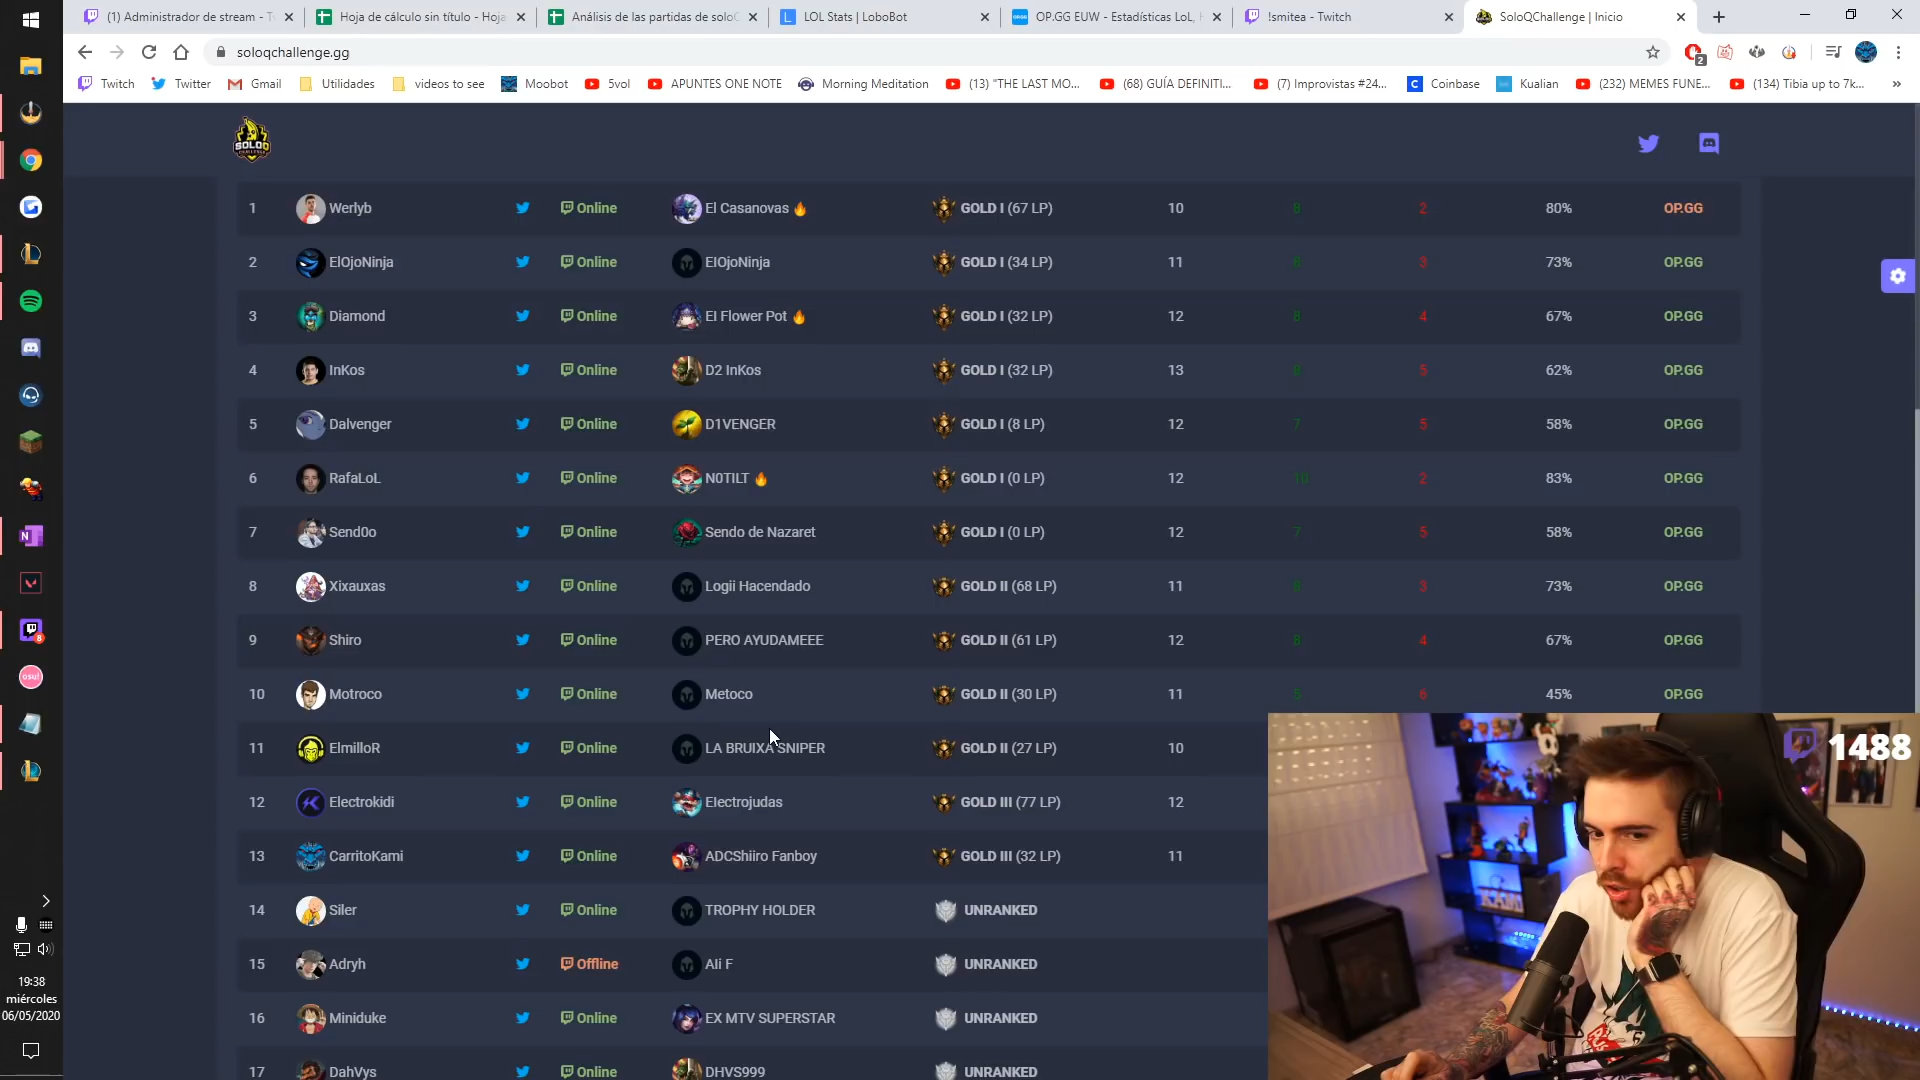 (1) Administrador de stream - T
Hoja de cálculo sin título - Hoja
Análisis de las partidas de solo
LOL Stats | LoboBot
OP.GG EUW - Estadísticas LoL,
!smitea - Twitch
SoloQChallenge | Inicio
soloqchallenge.gg
2
Twitch
Twitter
Gmail
Utilidades
videos to see
Moobot
5vol
APUNTES ONE NOTE
Morning Meditation
(13) "THE LAST MO...
(68) GUÍA DEFINITI...
(7) Improvistas #24...
Coinbase
Kualian
(232) MEMES FUNE...
(134) Tibia up to 7k...
SOLOQ
1 Werlyb Online El Casanovas 🔥 GOLD I (67 LP) 10 8 2 80% OP.GG
2 ElOjoNinja Online ElOjoNinja GOLD I (34 LP) 11 3 73% OP.GG
3 Diamond Online El Flower Pot 🔥 GOLD I (32 LP) 12 8 4 67% OP.GG
4 InKos Online D2 InKos GOLD I (32 LP) 13 8 5 62% OP.GG
5 Dalvenger Online D1VENGER GOLD I (8 LP) 12 7 5 58% OP.GG
6 RafaLoL Online N0TILT 🔥 GOLD I (0 LP) 12 10 2 83% OP.GG
7 Send0o Online Sendo de Nazaret GOLD I (0 LP) 12 7 5 58% OP.GG
8 Xixauxas Online Logii Hacendado GOLD II (68 LP) 11 3 73% OP.GG
9 Shiro Online PERO AYUDAMEEE GOLD II (61 LP) 12 8 4 67% OP.GG
10 Motroco Online Metoco GOLD II (30 LP) 11 5 6 45% OP.GG
11 ElmilloR Online LA BRUIXA SNIPER GOLD II (27 LP) 10
12 Electrokidi Online Electrojudas GOLD III (77 LP) 12
13 CarritoKami Online ADCShiiro Fanboy GOLD III (32 LP) 11
14 Siler Online TROPHY HOLDER UNRANKED
15 Adryh Offline Ali F UNRANKED
16 Miniduke Online EX MTV SUPERSTAR UNRANKED
17 DahVys Online DHVS999 UNRANKED
1488
osu!
8
19:38
miércoles
06/05/2020